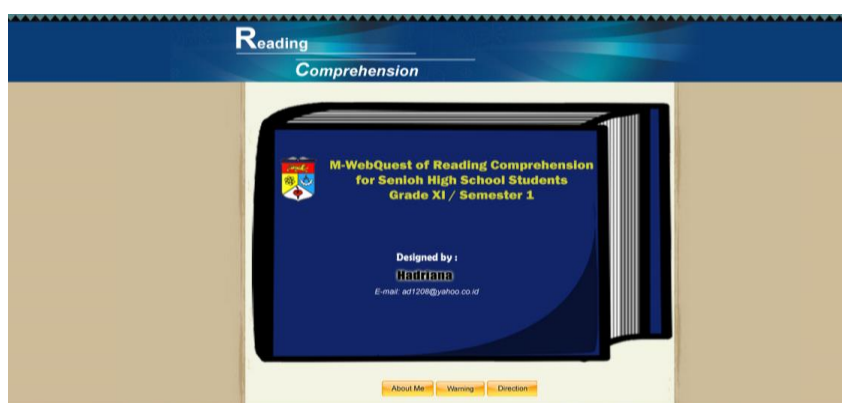 Reading
Comprehension
M-WebQuest of Reading Comprehension
for Senioh High School Students
Grade XI / Semester 1
Designed by :
Hadriana
E-mail: ad1208@yahoo.co.id
About Me
Warning
Direction